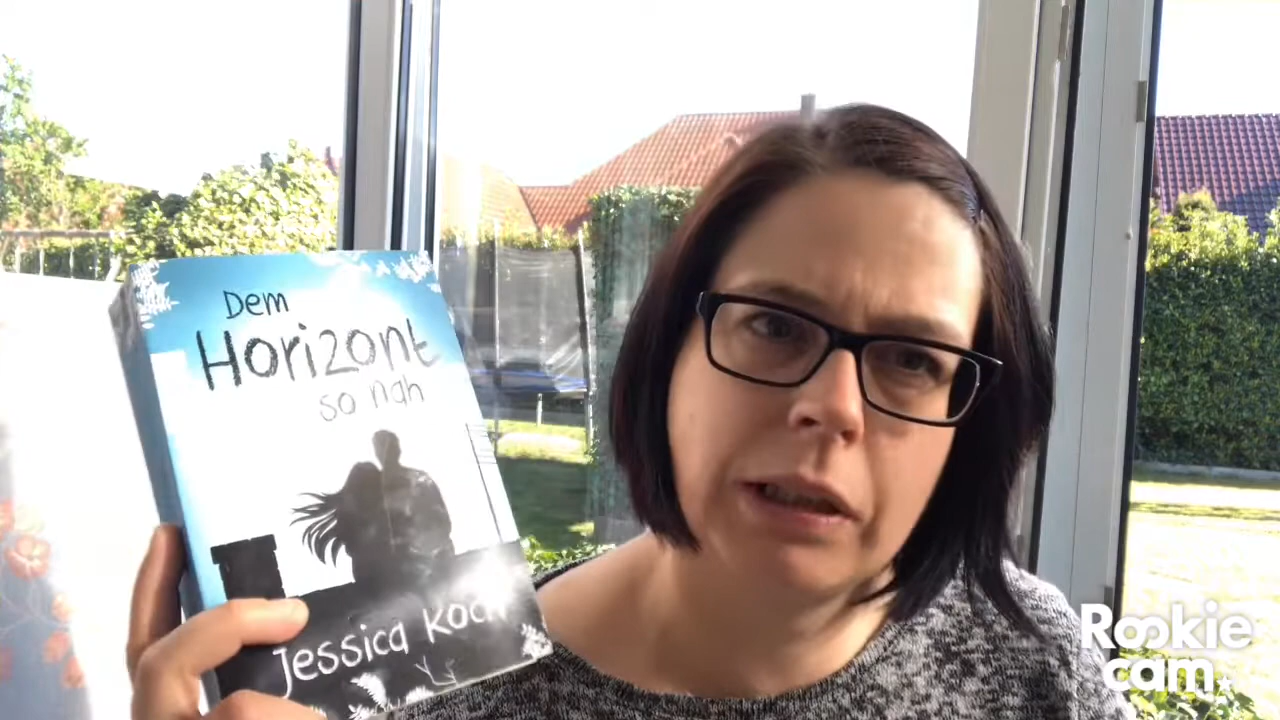 Dem
Horizont
so nah
Jessica Koch
Rookie
cam